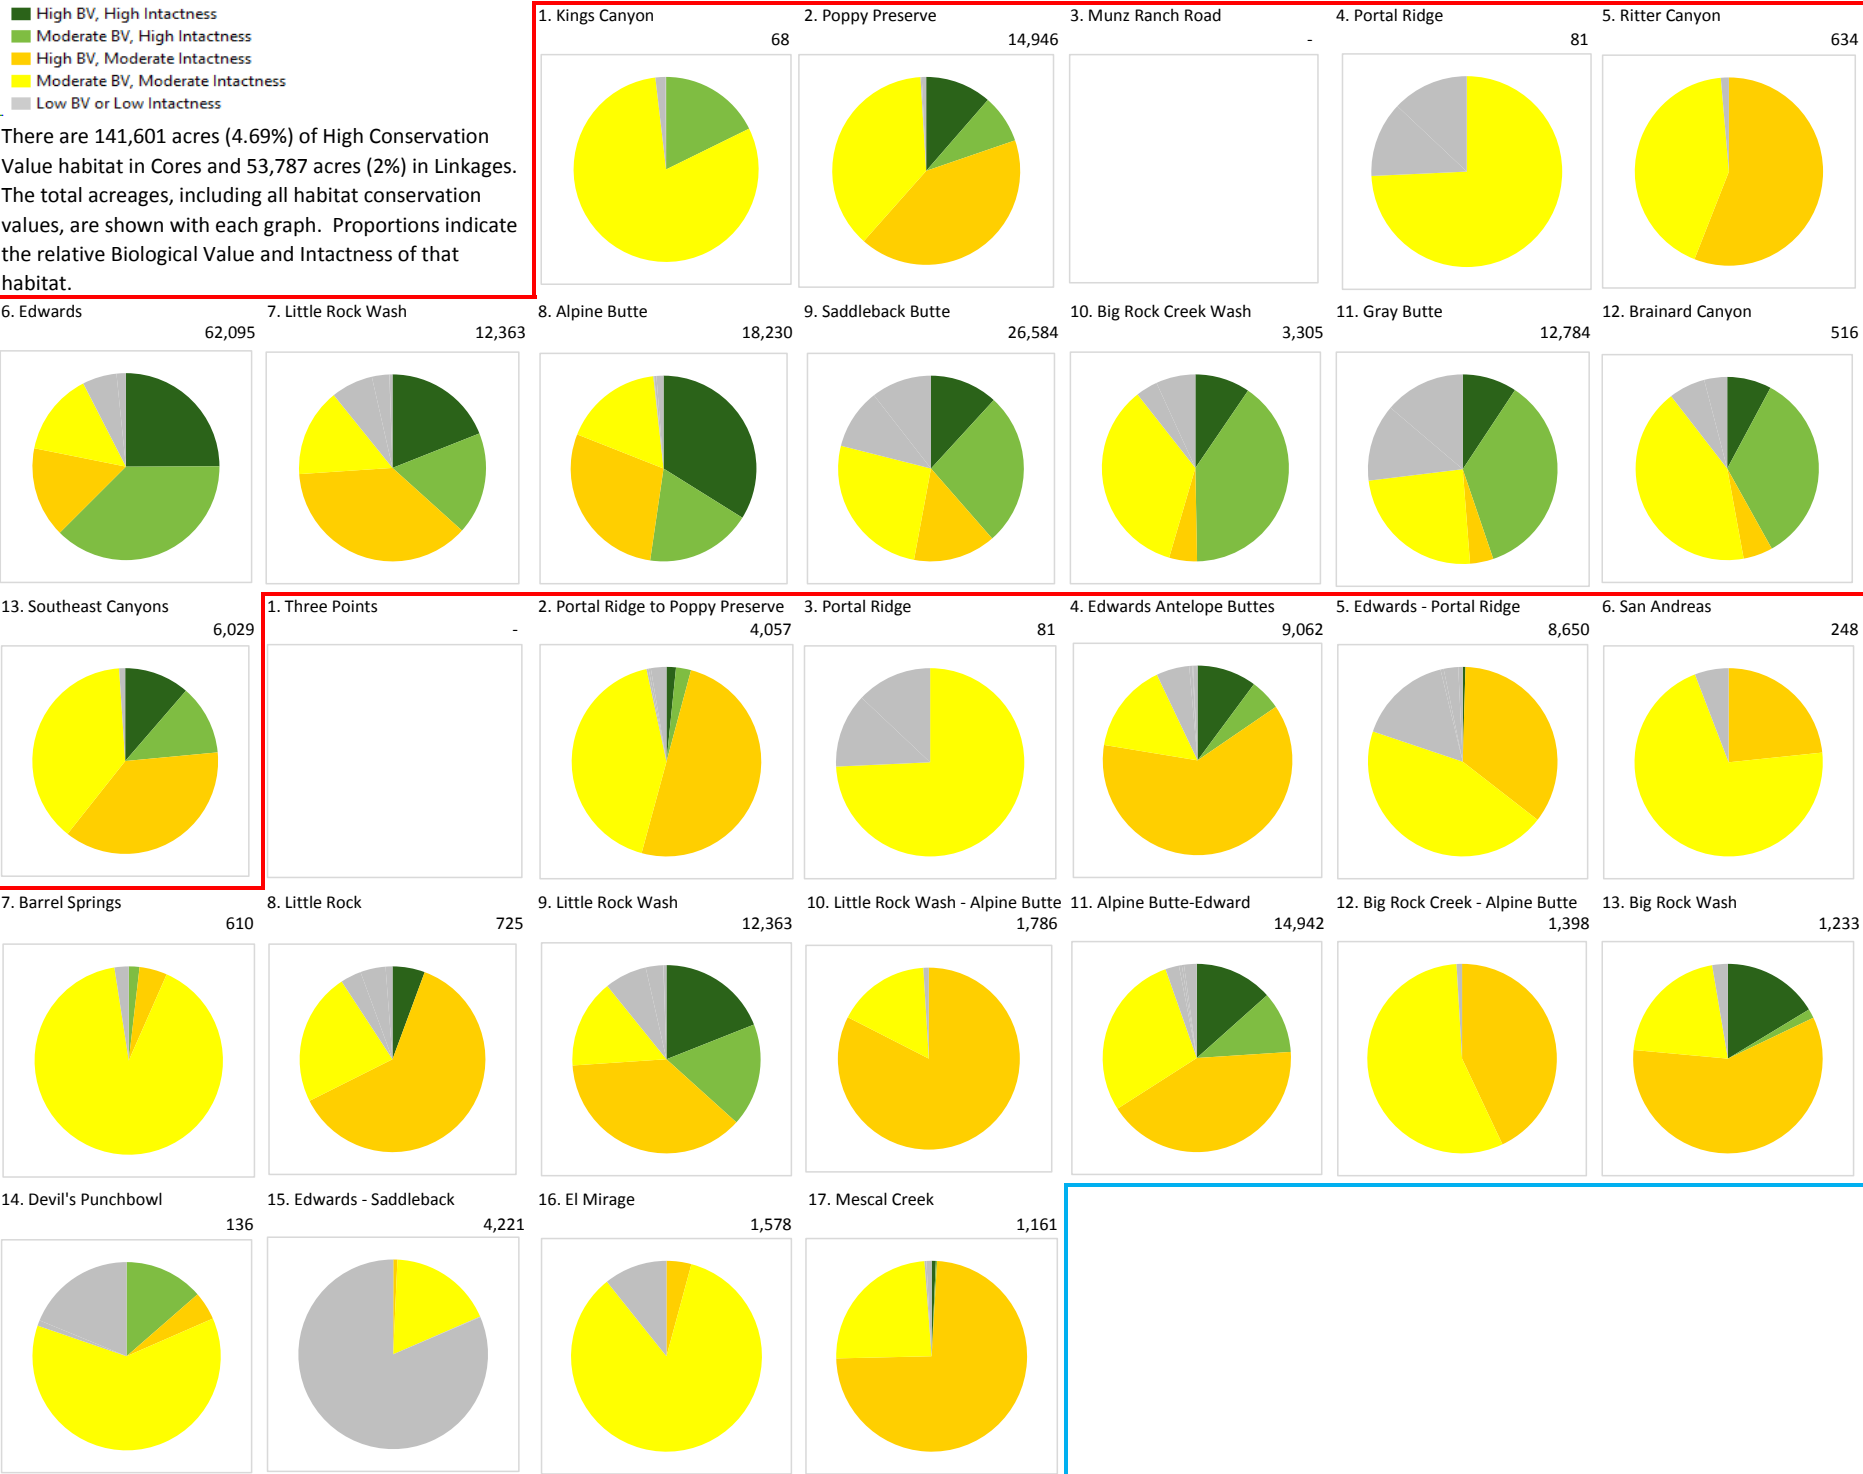 High BV, High Intactness
Moderate BV, High Intactness
High BV, Moderate Intactness
Moderate BV, Moderate Intactness
Low BV or Low Intactness
There are 141,601 acres (4.69%) of High Conservation
Value habitat in Cores and 53,787 acres (2%) in Linkages.
The total acreages, including all habitat conservation
values, are shown with each graph.  Proportions indicate
the relative Biological Value and Intactness of that
habitat.
1. Kings Canyon
68
2. Poppy Preserve
14,946
3. Munz Ranch Road
-
4. Portal Ridge
81
5. Ritter Canyon
634
6. Edwards
62,095
7. Little Rock Wash
12,363
8. Alpine Butte
18,230
9. Saddleback Butte
26,584
10. Big Rock Creek Wash
3,305
11. Gray Butte
12,784
12. Brainard Canyon
516
13. Southeast Canyons
6,029
1. Three Points
-
2. Portal Ridge to Poppy Preserve
4,057
3. Portal Ridge
81
4. Edwards Antelope Buttes
9,062
5. Edwards - Portal Ridge
8,650
6. San Andreas
248
7. Barrel Springs
610
8. Little Rock
725
9. Little Rock Wash
12,363
10. Little Rock Wash - Alpine Butte
1,786
11. Alpine Butte-Edward
14,942
12. Big Rock Creek - Alpine Butte
1,398
13. Big Rock Wash
1,233
14. Devil's Punchbowl
136
15. Edwards - Saddleback
4,221
16. El Mirage
1,578
17. Mescal Creek
1,161